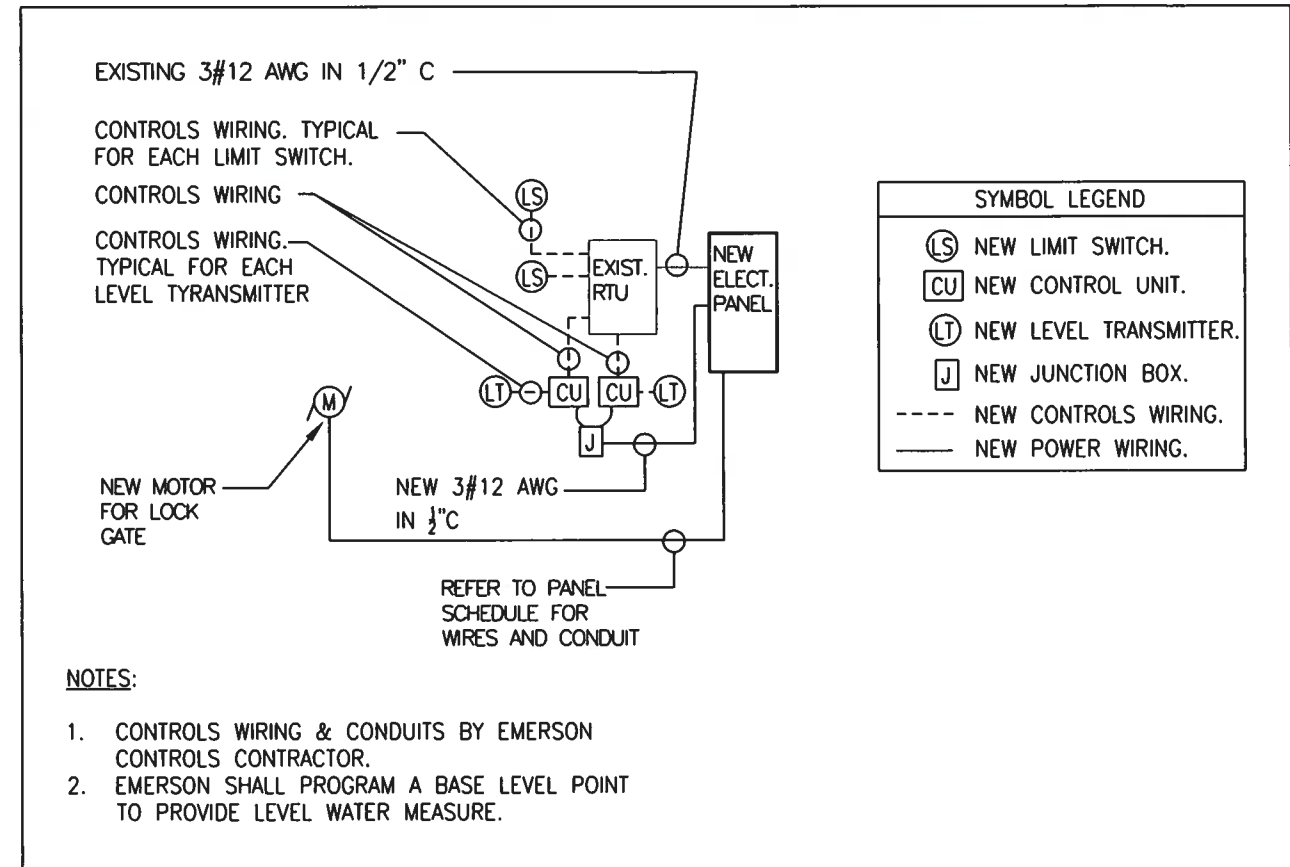 EXISTING 3#12 AWG IN 1/2" C
CONTROLS WIRING. TYPICAL
FOR EACH LIMIT SWITCH.
CONTROLS WIRING
CONTROLS WIRING.
TYPICAL FOR EACH
LEVEL TYRANSMITTER
LS
LS
EXIST.
RTU
NEW
ELECT.
PANEL
LT
CU
CU
LT
J
M
NEW MOTOR
FOR LOCK
GATE
NEW 3#12 AWG
IN ½"C
REFER TO PANEL
SCHEDULE FOR
WIRES AND CONDUIT
SYMBOL LEGEND
LS NEW LIMIT SWITCH.
CU NEW CONTROL UNIT.
LT NEW LEVEL TRANSMITTER.
J NEW JUNCTION BOX.
NEW CONTROLS WIRING.
NEW POWER WIRING.
NOTES:
1. CONTROLS WIRING & CONDUITS BY EMERSON
CONTROLS CONTRACTOR.
2. EMERSON SHALL PROGRAM A BASE LEVEL POINT
TO PROVIDE LEVEL WATER MEASURE.